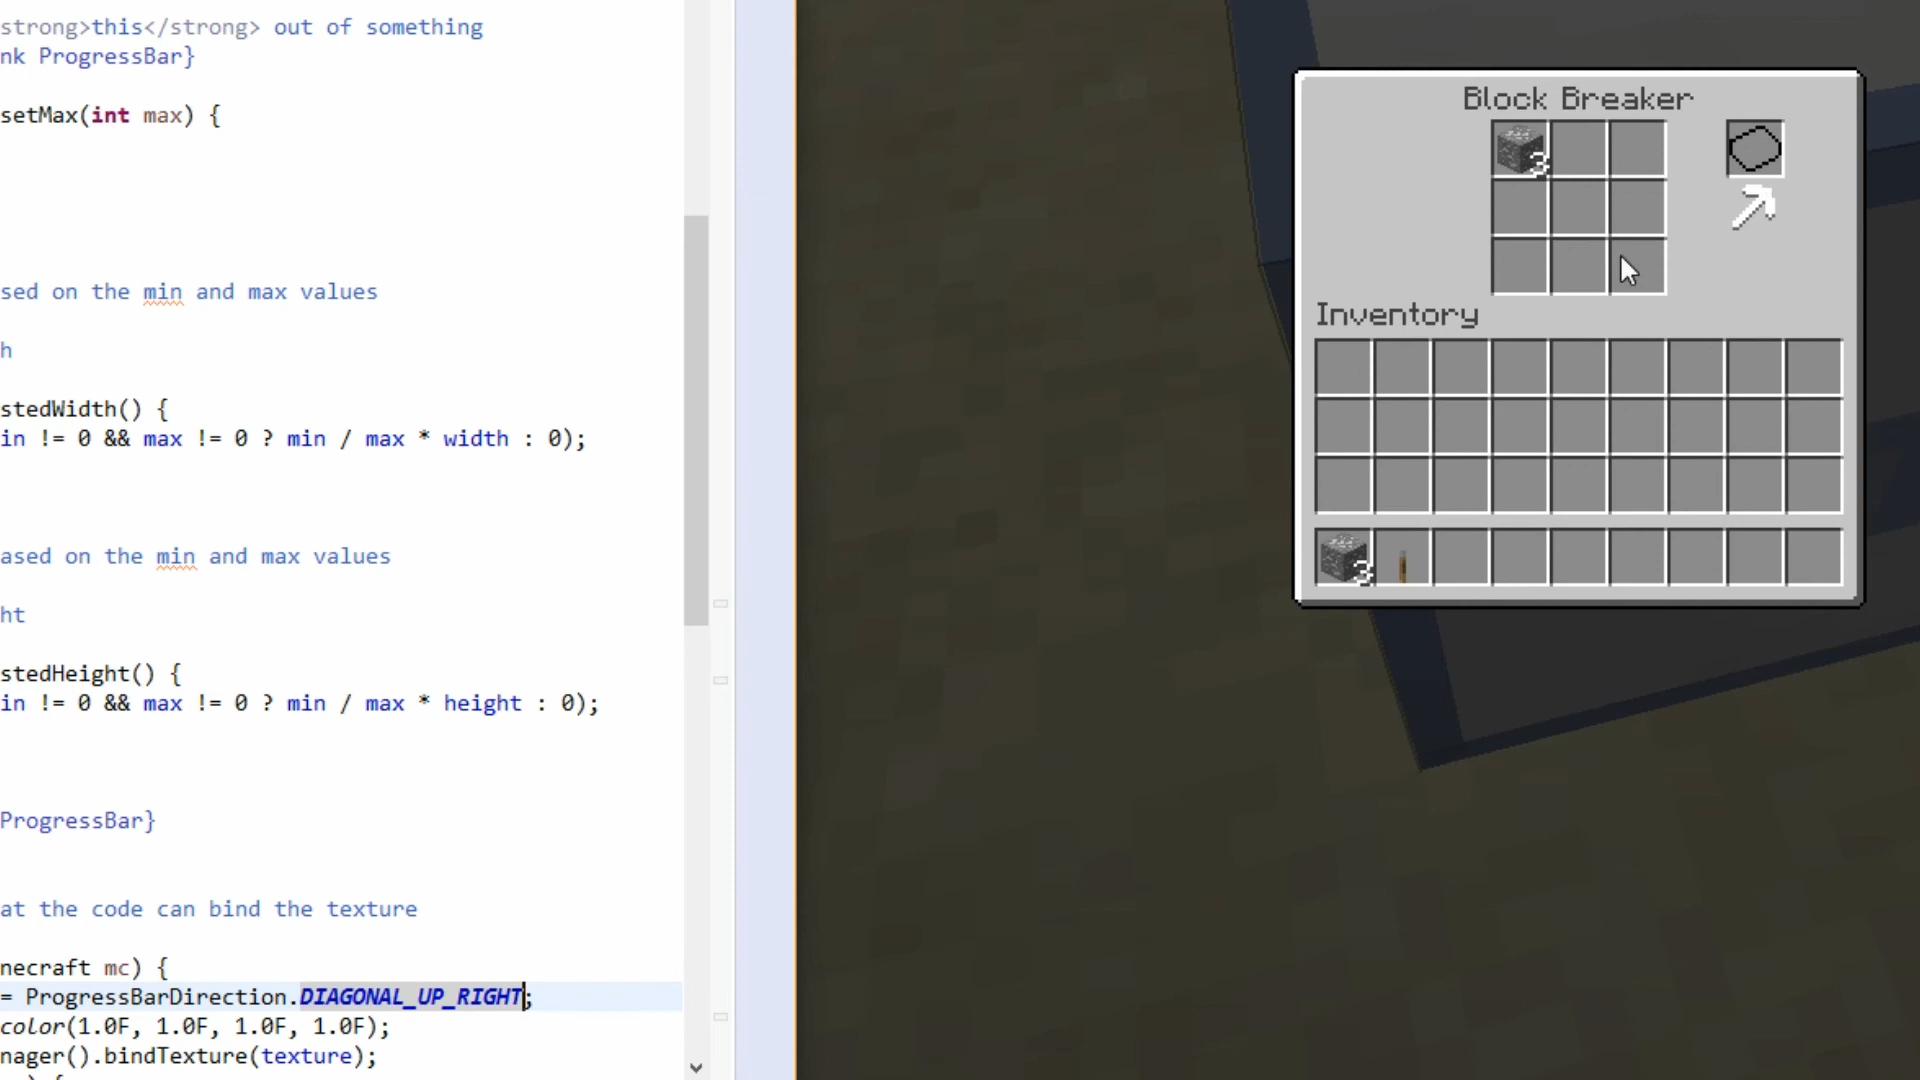 strong>this</strong> out of something
nk ProgressBar}
setMax(int max) {
sed on the min and max values
h
stedWidth() {
in != 0 && max != 0 ? min / max * width : 0);
ased on the min and max values
ht
stedHeight() {
in != 0 && max != 0 ? min / max * height : 0);
ProgressBar}
at the code can bind the texture
necraft mc) {
= ProgressBarDirection.DIAGONAL_UP_RIGHT;
color(1.0F, 1.0F, 1.0F, 1.0F);
nager().bindTexture(texture);
Block Breaker
3
Inventory
3